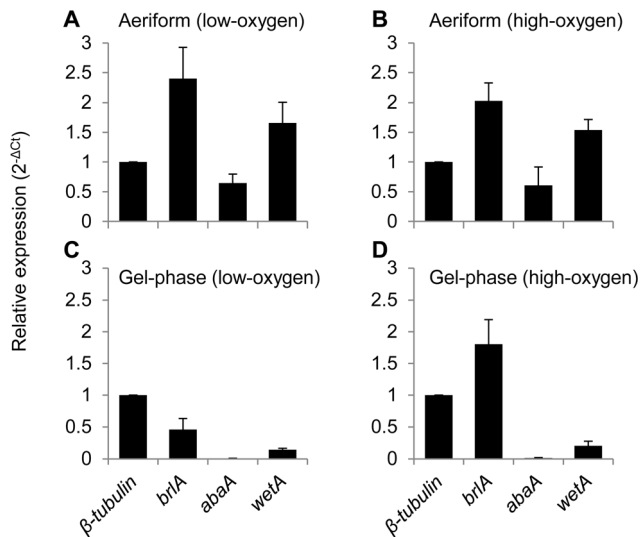 A Aeriform (low-oxygen)
3
2.5
2
1.5
1
0.5
0
B Aeriform (high-oxygen)
3
2.5
2
1.5
1
0.5
0
Relative expression (2-ΔCt)
C Gel-phase (low-oxygen)
3
2.5
2
1.5
1
0.5
0
β-tubulin
brlA
abaA
wetA
D Gel-phase (high-oxygen)
3
2.5
2
1.5
1
0.5
0
β-tubulin
brlA
abaA
wetA